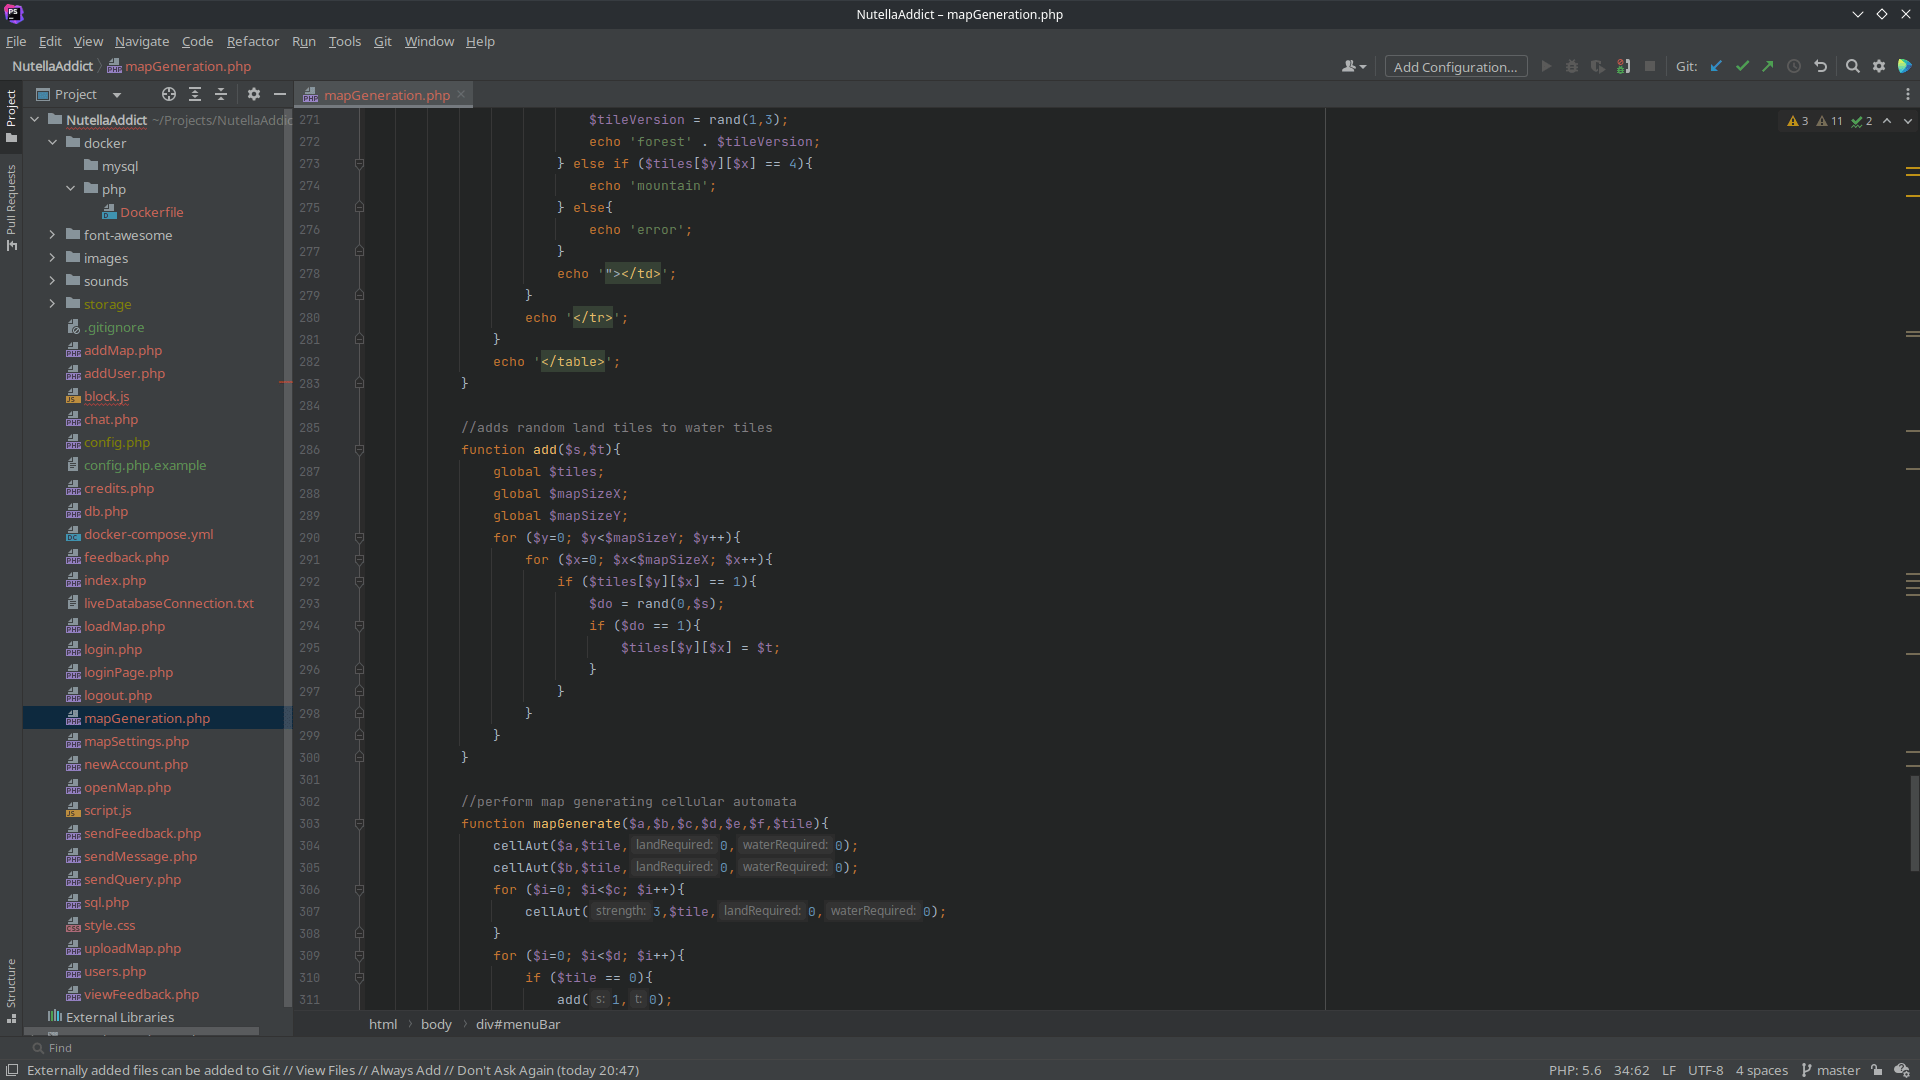 NutellaAddict – mapGeneration.php
File Edit View Navigate Code Refactor Run Tools Git Window Help
NutellaAddict mapGeneration.php
Add Configuration...
Git:
Project
mapGeneration.php
Project
Pull Requests
Structure
NutellaAddict ~/Projects/NutellaAddic
docker
mysql
php
Dockerfile
font-awesome
images
sounds
storage
.gitignore
addMap.php
addUser.php
block.js
chat.php
config.php
config.php.example
credits.php
db.php
docker-compose.yml
feedback.php
index.php
liveDatabaseConnection.txt
loadMap.php
login.php
loginPage.php
logout.php
mapGeneration.php
mapSettings.php
newAccount.php
openMap.php
script.js
sendFeedback.php
sendMessage.php
sendQuery.php
sql.php
style.css
uploadMap.php
users.php
viewFeedback.php
External Libraries
3 11 2
271 $tileVersion = rand(1,3);
272 echo 'forest' . $tileVersion;
273 } else if ($tiles[$y][$x] == 4){
274 echo 'mountain';
275 } else{
276 echo 'error';
277 }
278 echo '"></td>';
279 }
280 echo '</tr>';
281 }
282 echo '</table>';
283 }
284
285 //adds random land tiles to water tiles
286 function add($s,$t){
287 global $tiles;
288 global $mapSizeX;
289 global $mapSizeY;
290 for ($y=0; $y<$mapSizeY; $y++){
291 for ($x=0; $x<$mapSizeX; $x++){
292 if ($tiles[$y][$x] == 1){
293 $do = rand(0,$s);
294 if ($do == 1){
295 $tiles[$y][$x] = $t;
296 }
297 }
298 }
299 }
300 }
301
302 //perform map generating cellular automata
303 function mapGenerate($a,$b,$c,$d,$e,$f,$tile){
304 cellAut($a,$tile, landRequired: 0, waterRequired: 0);
305 cellAut($b,$tile, landRequired: 0, waterRequired: 0);
306 for ($i=0; $i<$c; $i++){
307 cellAut( strength: 3,$tile, landRequired: 0, waterRequired: 0);
308 }
309 for ($i=0; $i<$d; $i++){
310 if ($tile == 0){
311 add( s: 1, t: 0);
html body div#menuBar
Find
Externally added files can be added to Git // View Files // Always Add // Don't Ask Again (today 20:47)
PHP: 5.6 34:62 LF UTF-8 4 spaces master